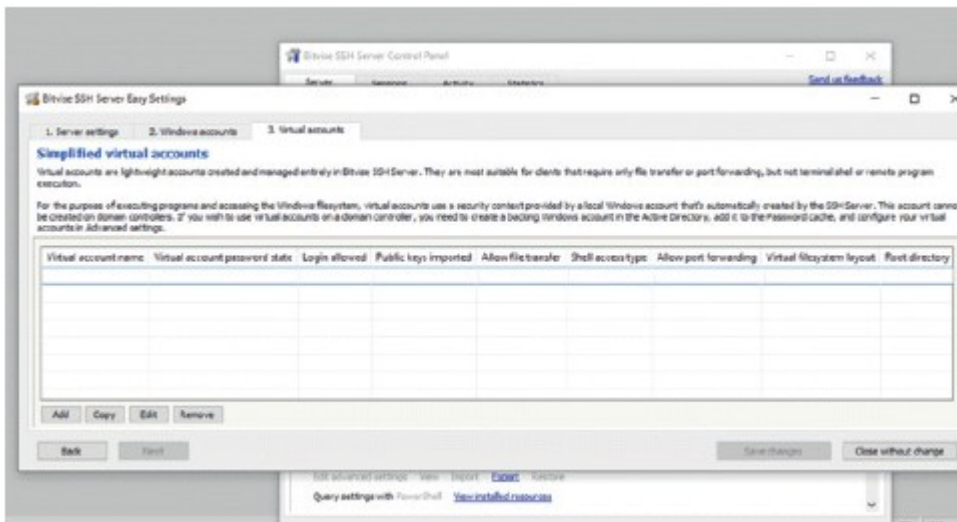 Bitvise SSH Server Control Panel
Server Sessions Activity Statistics
Send us feedback
Bitvise SSH Server Easy Settings
1. Server settings 2. Windows accounts 3. Virtual accounts
Simplified virtual accounts
Virtual accounts are lightweight accounts created and managed entirely in Bitvise SSH Server. They are most suitable for clients that require only file transfer or port forwarding, but not terminal shell or remote program
execution.
For the purpose of executing programs and accessing the Windows filesystem, virtual accounts use a security context provided by a local Windows account that's automatically created by the SSH Server. This account canno
be created on domain controllers. If you wish to use virtual accounts on a domain controller, you need to create a backing Windows account in the Active Directory, add it to the Password cache, and configure your virtual
accounts in Advanced settings.
Virtual account name Virtual account password state Login allowed Public keys imported Allow file transfer Shell access type Allow port forwarding Virtual filesystem layout Root directory
Add Copy Edit Remove
Back Next Save changes Close without change
Edit advanced settings View Import Export Restore
Query settings with PowerShell View installed resources